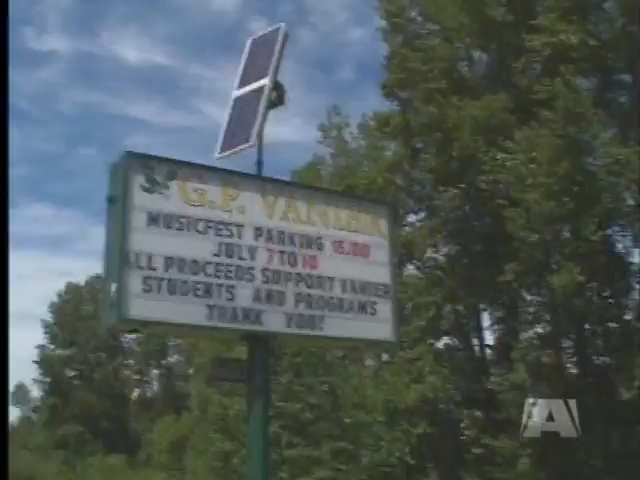 G.P. VANIER
MUSICFEST PARKING 15.00
JULY 7 TO 10
ALL PROCEEDS SUPPORT VANIER
STUDENTS AND PROGRAMS
THANK YOU!
A